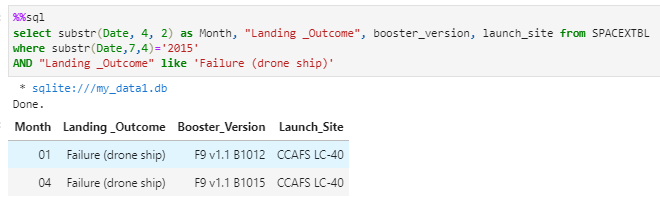 %%sql
select substr(Date, 4, 2) as Month, "Landing _Outcome", booster_version, launch_site from SPACEXTBL
where substr(Date,7,4)='2015'
AND "Landing _Outcome" like 'Failure (drone ship)'
* sqlite:///my_data1.db
Done.
Month Landing _Outcome Booster_Version Launch_Site
01 Failure (drone ship) F9 v1.1 B1012 CCAFS LC-40
04 Failure (drone ship) F9 v1.1 B1015 CCAFS LC-40